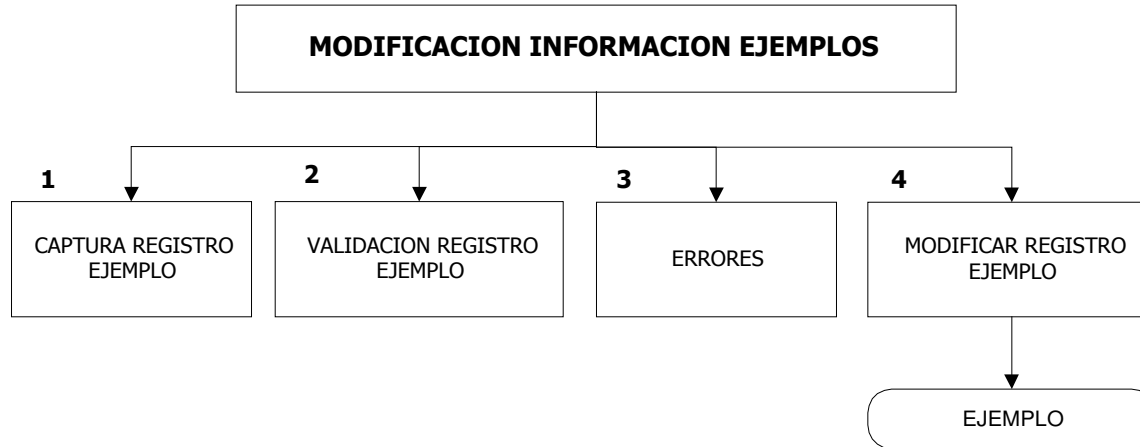 MODIFICACION INFORMACION EJEMPLOS
1
2
3
4
CAPTURA REGISTRO
EJEMPLO
VALIDACION REGISTRO
EJEMPLO
ERRORES
MODIFICAR REGISTRO
EJEMPLO
EJEMPLO